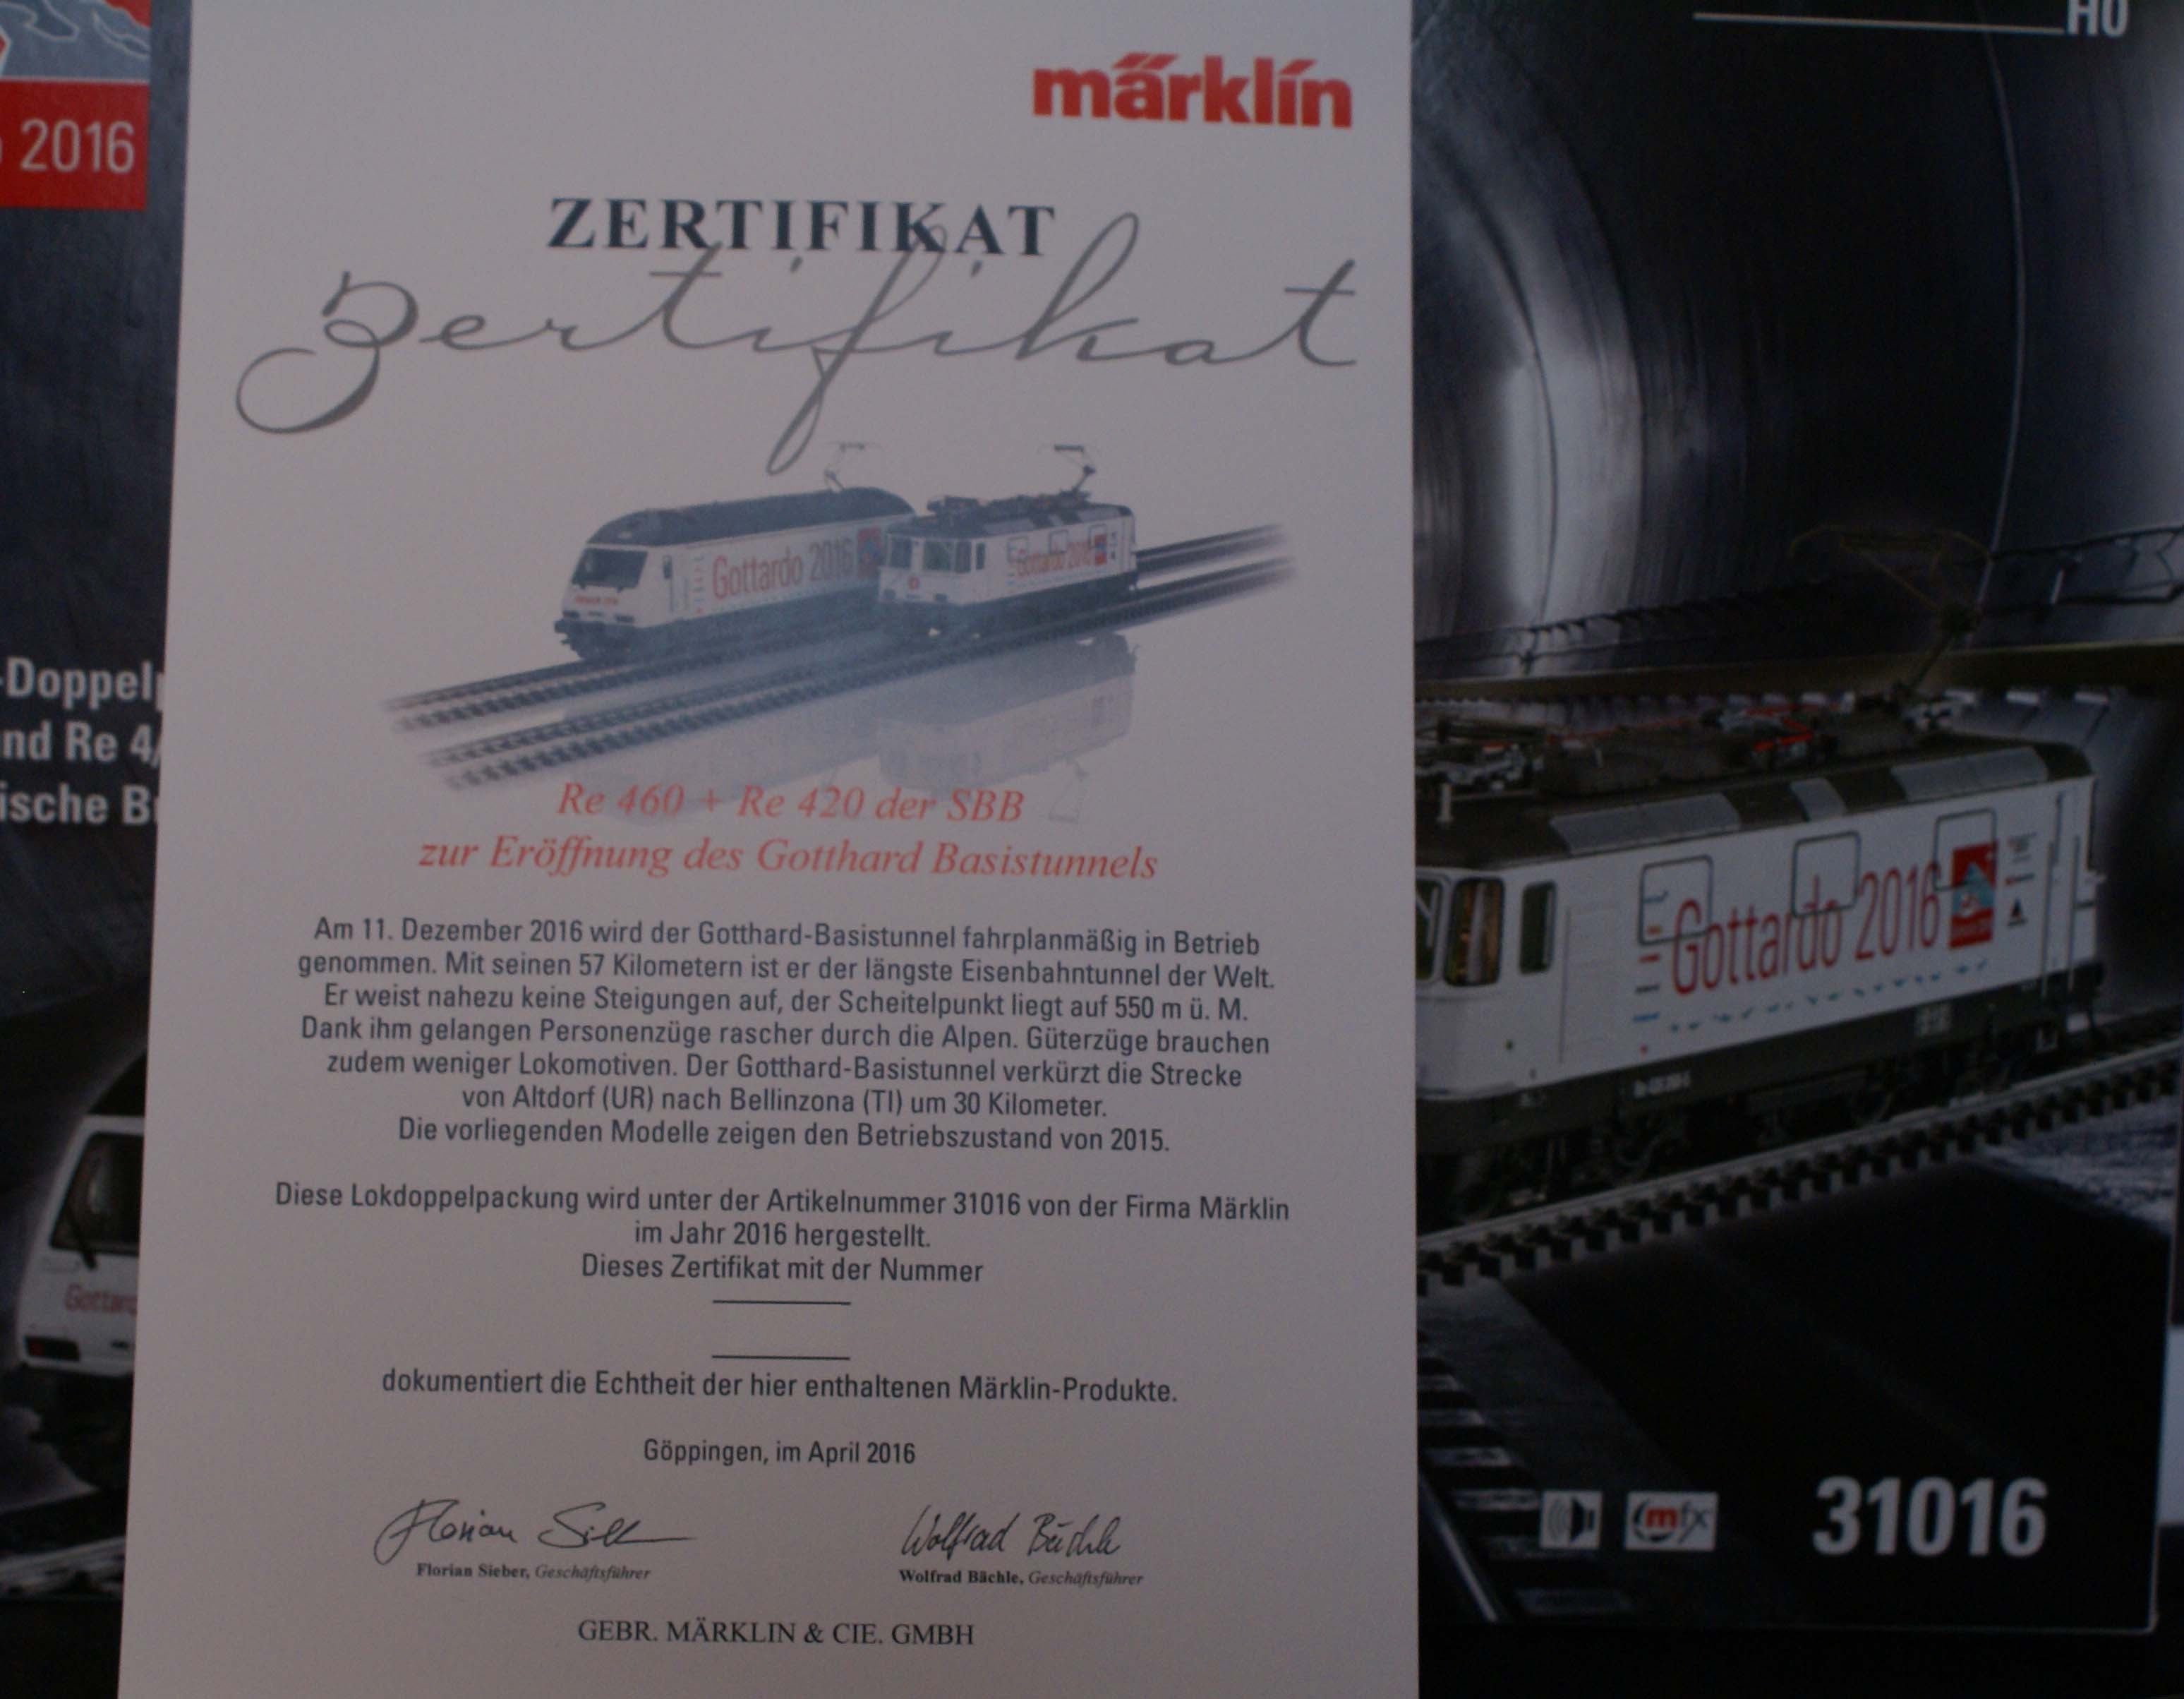 märklin
ZERTIFIKAT
Zertifikat
Gottardo 2016
Gottardo 2016
Re 460 + Re 420 der SBB
zur Eröffnung des Gotthard Basistunnels
Am 11. Dezember 2016 wird der Gotthard-Basistunnel fahrplanmäßig in Betrieb
genommen. Mit seinen 57 Kilometern ist er der längste Eisenbahntunnel der Welt.
Er weist nahezu keine Steigungen auf, der Scheitelpunkt liegt auf 550 m ü. M.
Dank ihm gelangen Personenzüge rascher durch die Alpen. Güterzüge brauchen
zudem weniger Lokomotiven. Der Gotthard-Basistunnel verkürzt die Strecke
von Altdorf (UR) nach Bellinzona (TI) um 30 Kilometer.
Die vorliegenden Modelle zeigen den Betriebszustand von 2015.
Diese Lokdoppelpackung wird unter der Artikelnummer 31016 von der Firma Märklin
im Jahr 2016 hergestellt.
Dieses Zertifikat mit der Nummer
dokumentiert die Echtheit der hier enthaltenen Märklin-Produkte.
Göppingen, im April 2016
Florian Sieber, Geschäftsführer
Wolfrad Bächle, Geschäftsführer
GEBR. MÄRKLIN & CIE. GMBH
2016
-Doppel
nd Re 4/
ische B
Gottard
H0
Gottardo 2016
mfx
31016